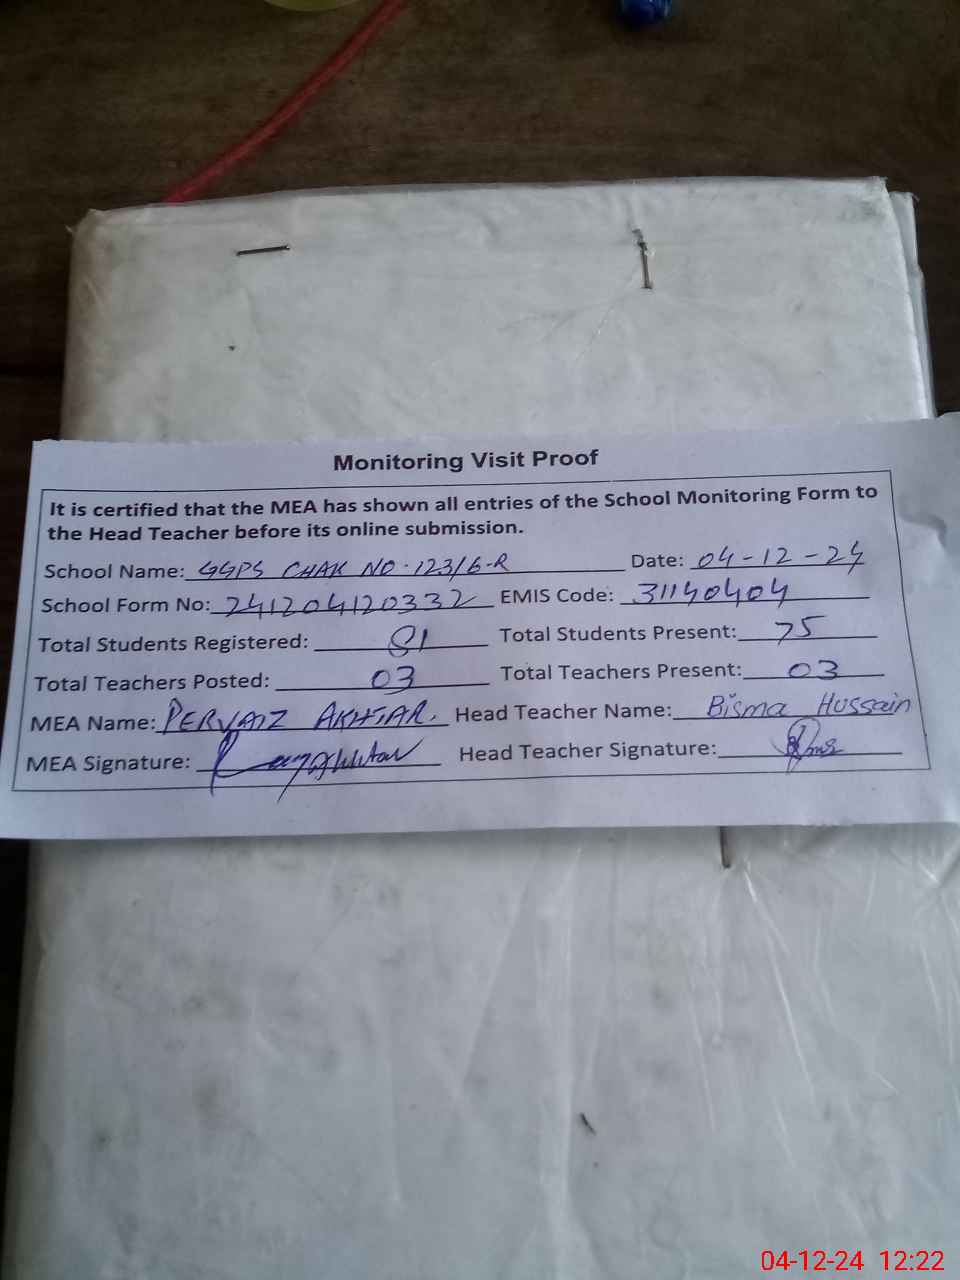 Monitoring Visit Proof
It is certified that the MEA has shown all entries of the School Monitoring Form to
the Head Teacher before its online submission.
School Name: GGPS CHAK NO. 123/6-R Date: 04-12-24
School Form No: 241204120332 EMIS Code: 31140404
Total Students Registered: 81 Total Students Present: 75
Total Teachers Posted: 03 Total Teachers Present: 03
MEA Name: PERVAIZ AKHTAR. Head Teacher Name: Bisma Hussain
MEA Signature: Head Teacher Signature:
04-12-24 12:22